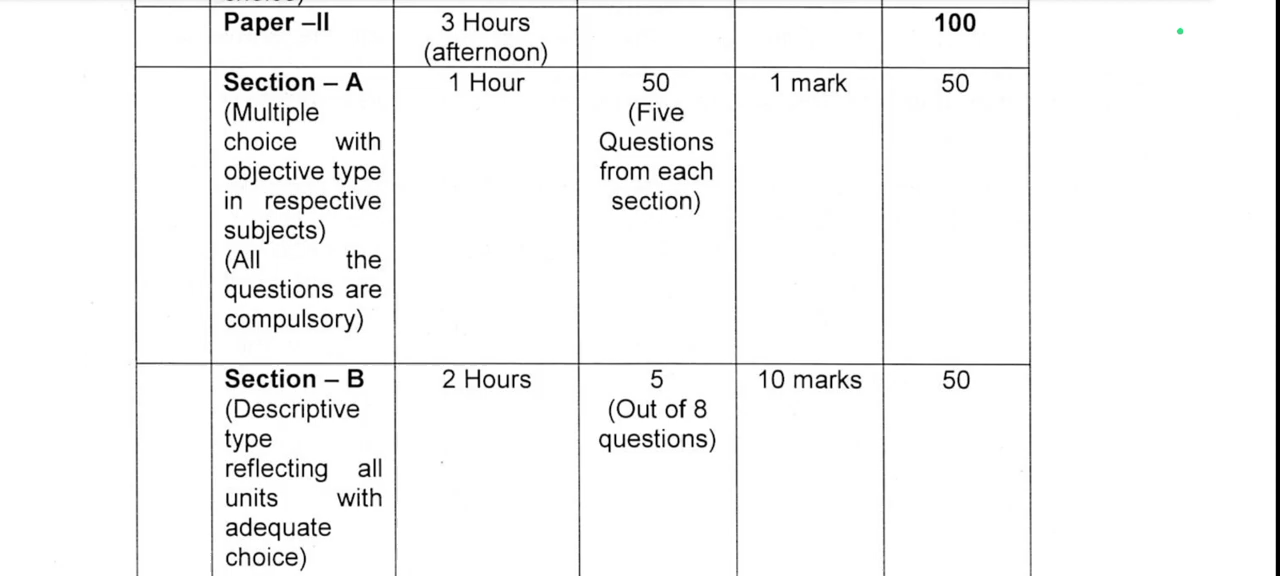 Paper –II 3 Hours 100
(afternoon)
Section – A 1 Hour 50 1 mark 50
(Multiple (Five
choice with Questions
objective type from each
in respective section)
subjects)
(All the
questions are
compulsory)
Section – B 2 Hours 5 10 marks 50
(Descriptive (Out of 8
type questions)
reflecting all
units with
adequate
choice)